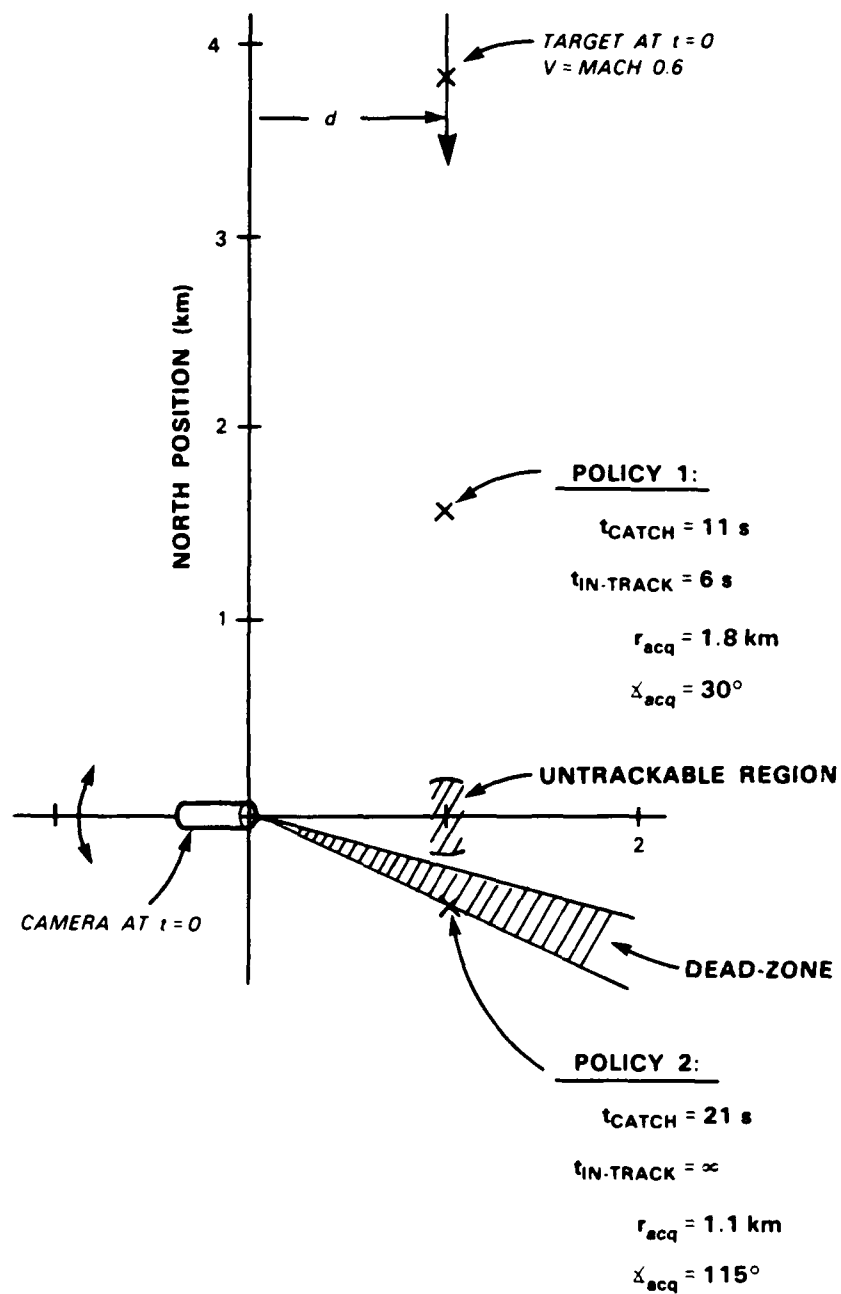 4
TARGET AT t=0
V = MACH 0.6
d
3
NORTH POSITION (km)
2
POLICY 1:
tCATCH = 11 s
tIN-TRACK = 6 s
1
racq = 1.8 km
∡acq = 30°
UNTRACKABLE REGION
2
CAMERA AT t=0
DEAD-ZONE
POLICY 2:
tCATCH = 21 s
tIN-TRACK = ∞
racq = 1.1 km
∡acq = 115°